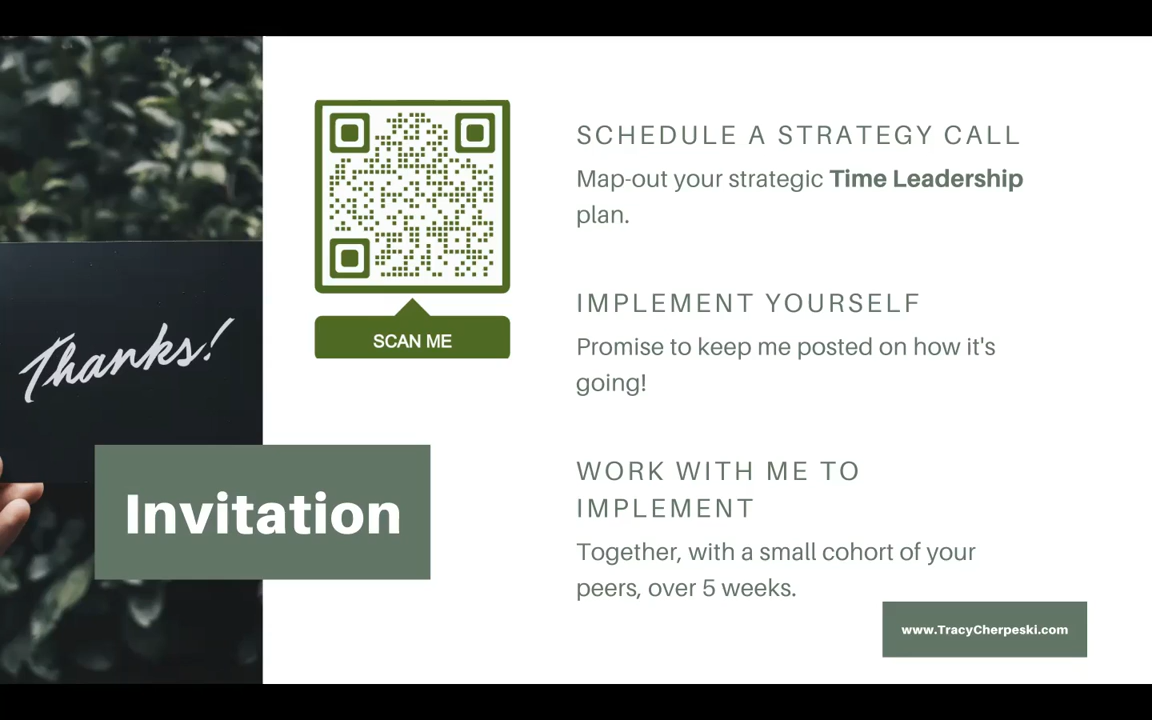 Thanks!
SCAN ME
Invitation
SCHEDULE A STRATEGY CALL
Map-out your strategic Time Leadership
plan.
IMPLEMENT YOURSELF
Promise to keep me posted on how it's
going!
WORK WITH ME TO
IMPLEMENT
Together, with a small cohort of your
peers, over 5 weeks.
www.TracyCherpeski.com